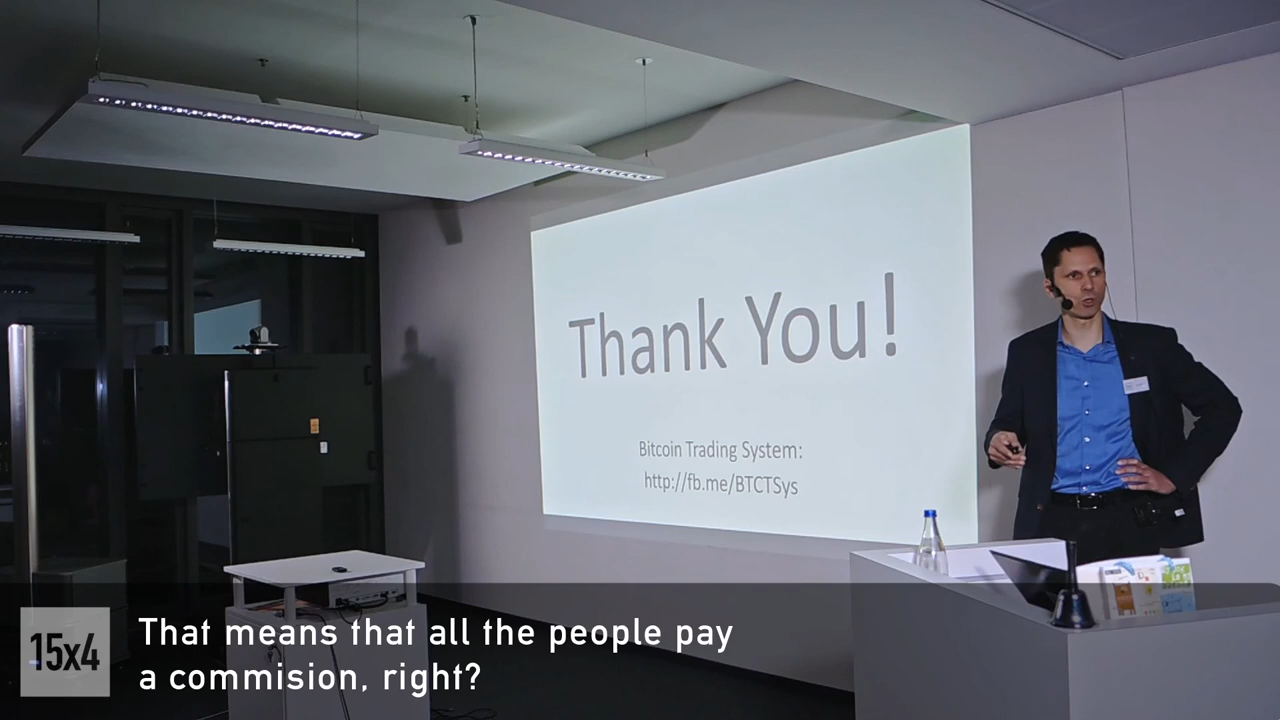 Thank You!
Bitcoin Trading System:
http://fb.me/BTCTSys
15x4
That means that all the people pay
a commision, right?